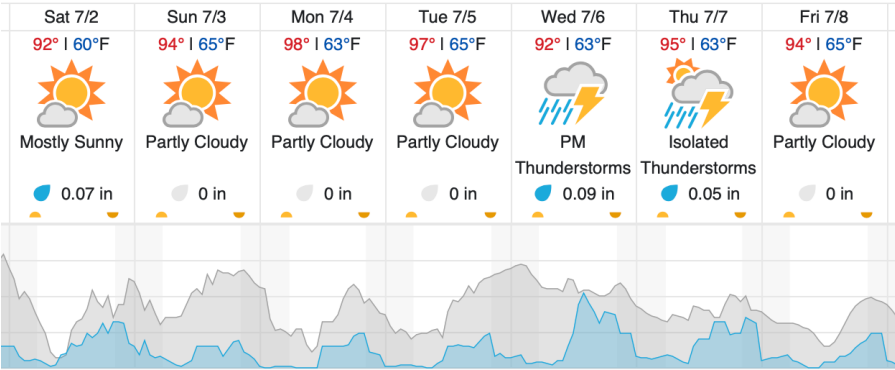 Sat 7/2 Sun 7/3 Mon 7/4 Tue 7/5 Wed 7/6 Thu 7/7 Fri 7/8
92° | 60°F 94° | 65°F 98° | 63°F 97° | 65°F 92° | 63°F 95° | 63°F 94° | 65°F
Mostly Sunny Partly Cloudy Partly Cloudy Partly Cloudy PM Isolated Partly Cloudy
Thunderstorms Thunderstorms
0.07 in 0 in 0 in 0 in 0.09 in 0.05 in 0 in